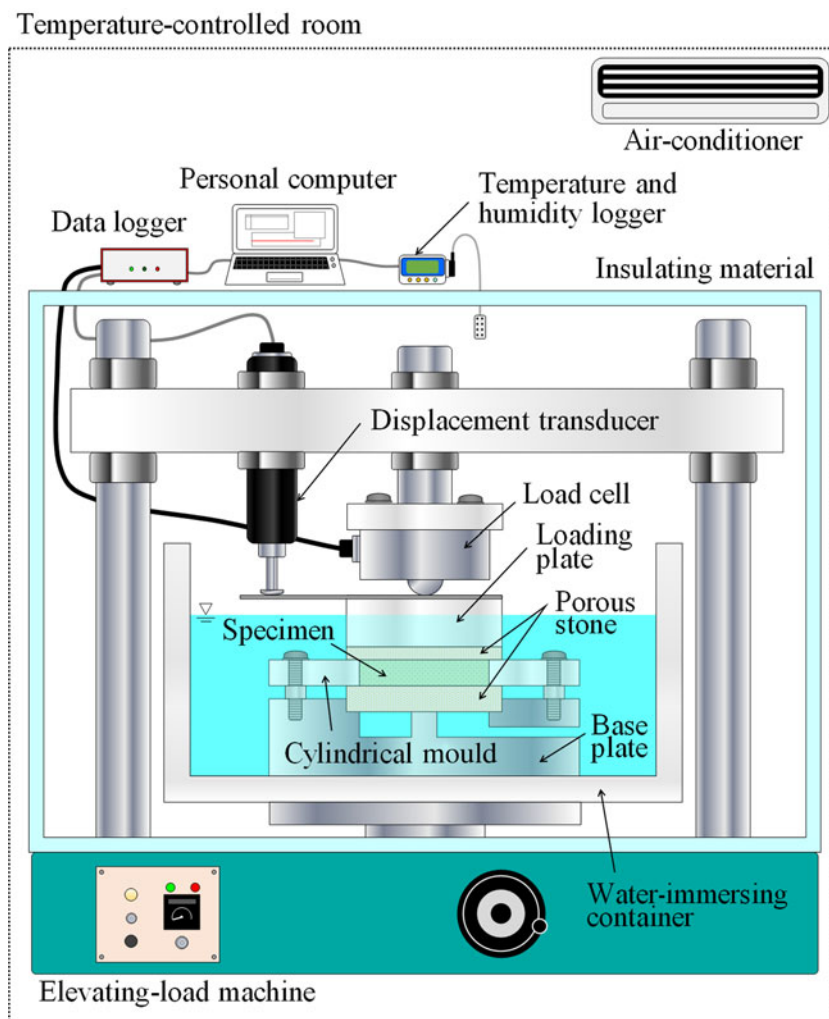 Temperature-controlled room
Air-conditioner
Personal computer
Temperature and
humidity logger
Data logger
Insulating material
Displacement transducer
Load cell
Loading
plate
Porous
stone
Specimen
Cylindrical mould
Base
plate
Water-immersing
container
Elevating-load machine